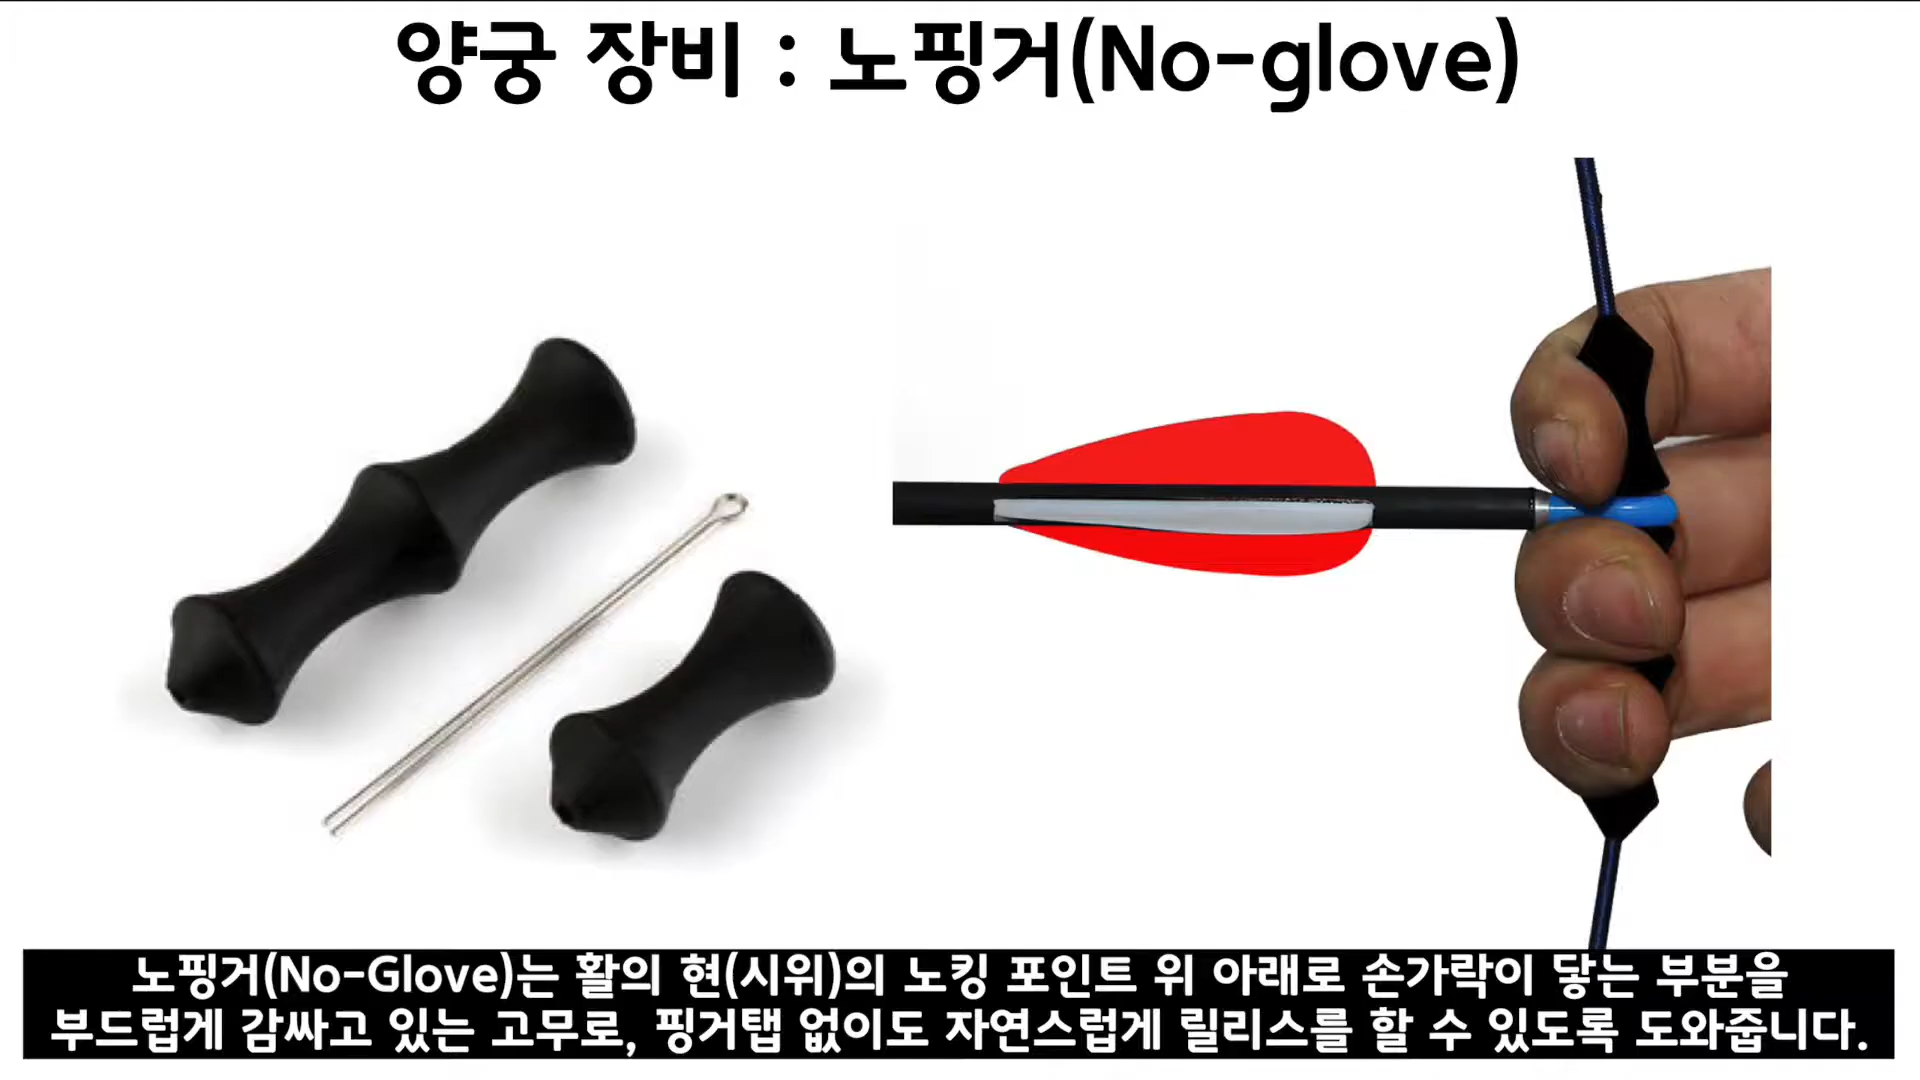 양궁 장비 : 노핑거(No-glove)
노핑거(No-Glove)는 활의 현(시위)의 노킹 포인트 위 아래로 손가락이 닿는 부분을
부드럽게 감싸고 있는 고무로, 핑거탭 없이도 자연스럽게 릴리스를 할 수 있도록 도와줍니다.